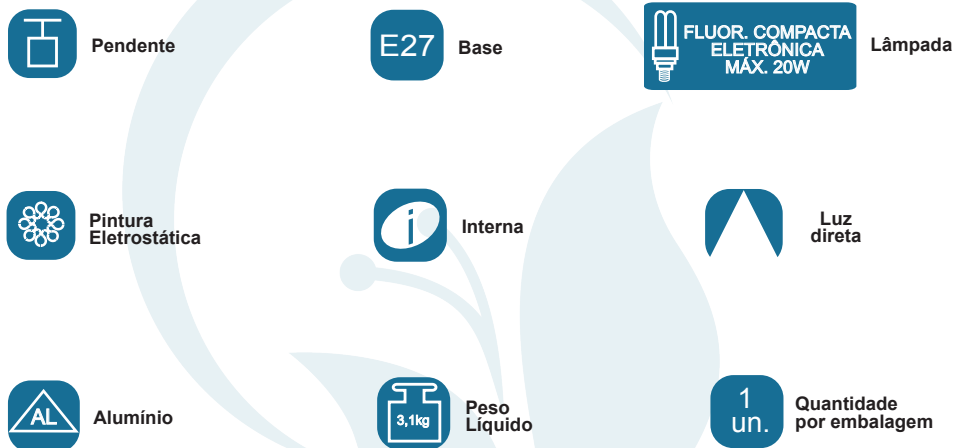 Pendente
E27
Base
FLUOR. COMPACTA
ELETRÔNICA
MÁX. 20W
Lâmpada
Pintura
Eletrostática
i
Interna
Luz
direta
AL
Alumínio
3,1kg
Peso
Líquido
1
un.
Quantidade
por embalagem